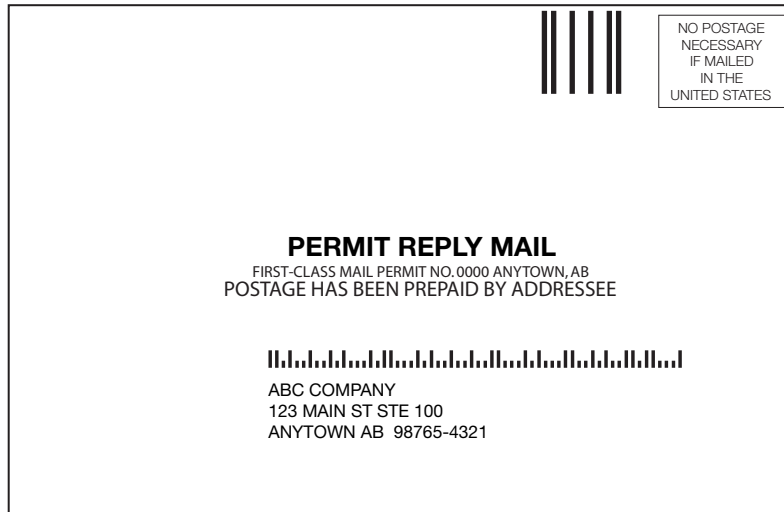 NO POSTAGE
NECESSARY
IF MAILED
IN THE
UNITED STATES
PERMIT REPLY MAIL
FIRST-CLASS MAIL PERMIT NO. 0000 ANYTOWN, AB
POSTAGE HAS BEEN PREPAID BY ADDRESSEE
ABC COMPANY
123 MAIN ST STE 100
ANYTOWN AB  98765-4321